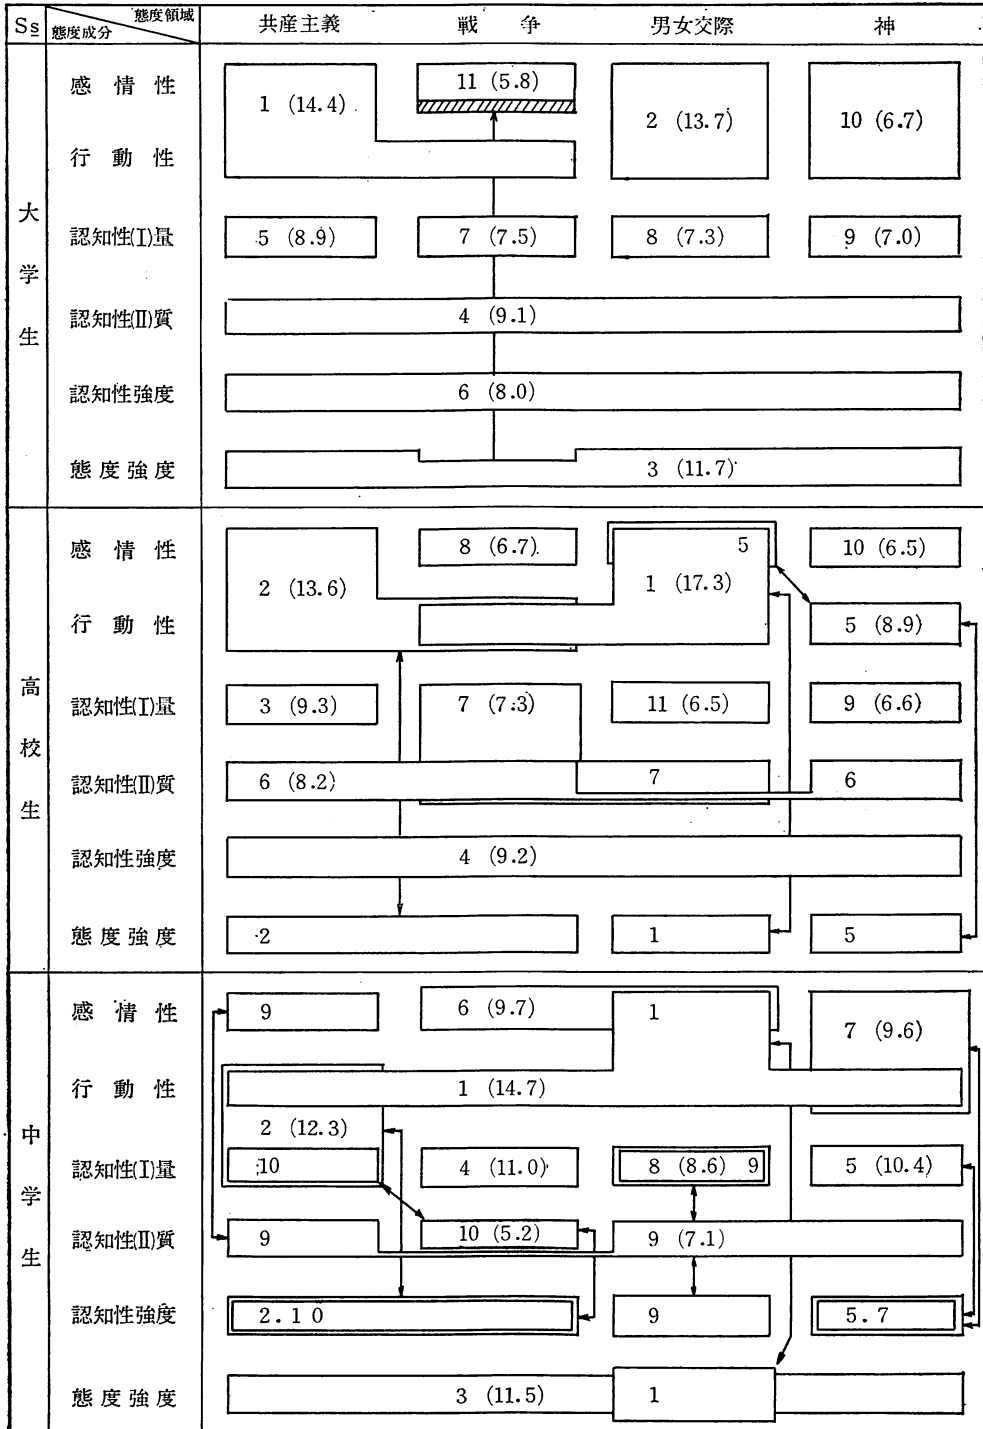 Ss 態度領域 共産主義 戦争 男女交際 神
態度成分
大学生
感情性 1 (14.4) 11 (5.8) 2 (13.7) 10 (6.7)
行動性
認知性(I)量 5 (8.9) 7 (7.5) 8 (7.3) 9 (7.0)
認知性(II)質 4 (9.1)
認知性強度 6 (8.0)
態度強度 3 (11.7)
高校生
感情性 2 (13.6) 8 (6.7) 5 1 (17.3) 10 (6.5)
行動性 5 (8.9)
認知性(I)量 3 (9.3) 7 (7.3) 11 (6.5) 9 (6.6)
認知性(II)質 6 (8.2) 7 6
認知性強度 4 (9.2)
態度強度 2 1 5
中学生
感情性 9 6 (9.7) 1 7 (9.6)
行動性 1 (14.7)
2 (12.3)
認知性(I)量 10 4 (11.0) 8 (8.6) 9 5 (10.4)
認知性(II)質 9 10 (5.2) 9 (7.1)
認知性強度 2.10 9 5.7
態度強度 3 (11.5) 1